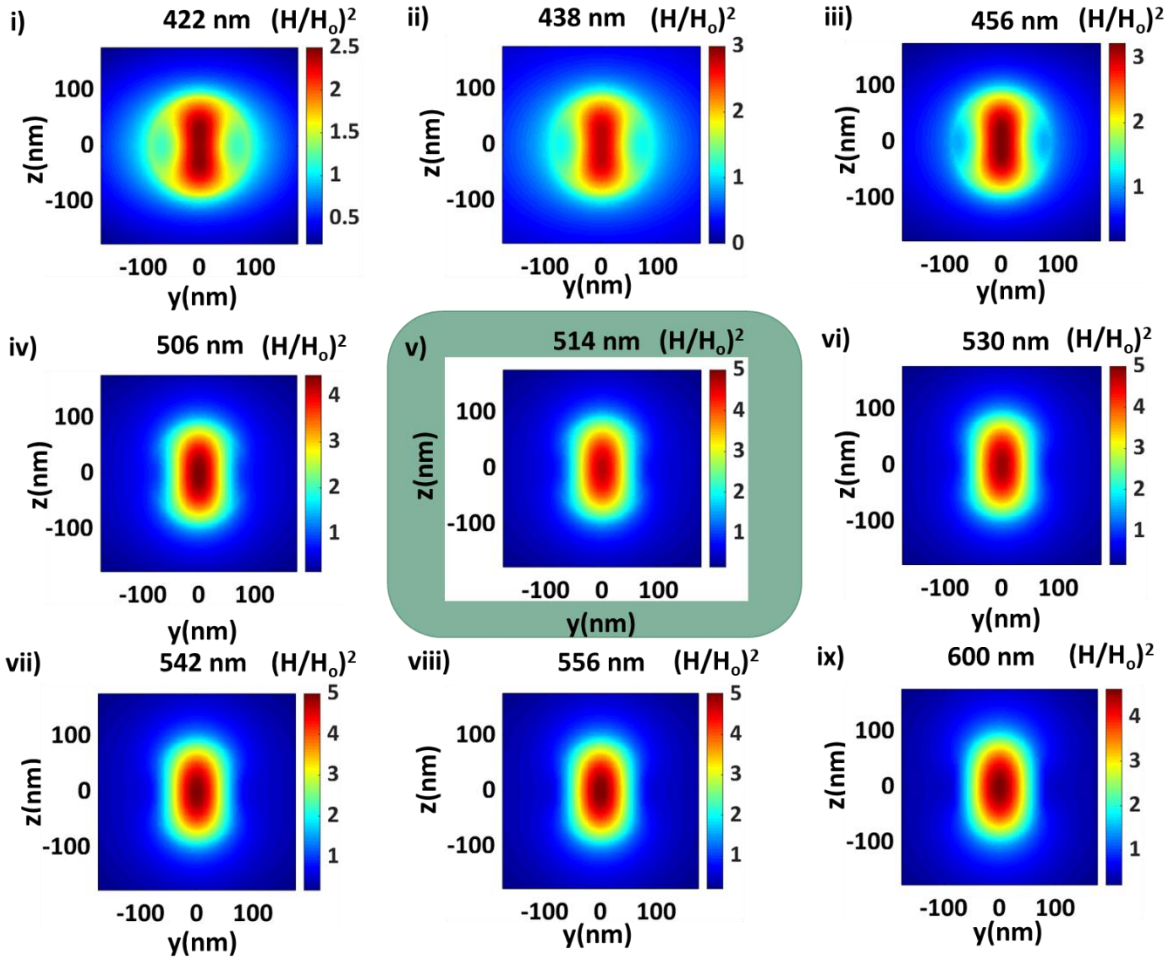 i) 422 nm (H/Hₒ)²
2.5
2
1.5
1
0.5
z(nm)
100
0
-100
-100 0 100
y(nm)
ii) 438 nm (H/Hₒ)²
3
2
1
0
z(nm)
100
0
-100
-100 0 100
y(nm)
iii) 456 nm (H/Hₒ)²
3
2
1
z(nm)
100
0
-100
-100 0 100
y(nm)
iv) 506 nm (H/Hₒ)²
4
3
2
1
z(nm)
100
0
-100
-100 0 100
y(nm)
v) 514 nm (H/Hₒ)²
5
4
3
2
1
z(nm)
100
0
-100
-100 0 100
y(nm)
vi) 530 nm (H/Hₒ)²
5
4
3
2
1
z(nm)
100
0
-100
-100 0 100
y(nm)
vii) 542 nm (H/Hₒ)²
5
4
3
2
1
z(nm)
100
0
-100
-100 0 100
y(nm)
viii) 556 nm (H/Hₒ)²
5
4
3
2
1
z(nm)
100
0
-100
-100 0 100
y(nm)
ix) 600 nm (H/Hₒ)²
4
3
2
1
z(nm)
100
0
-100
-100 0 100
y(nm)